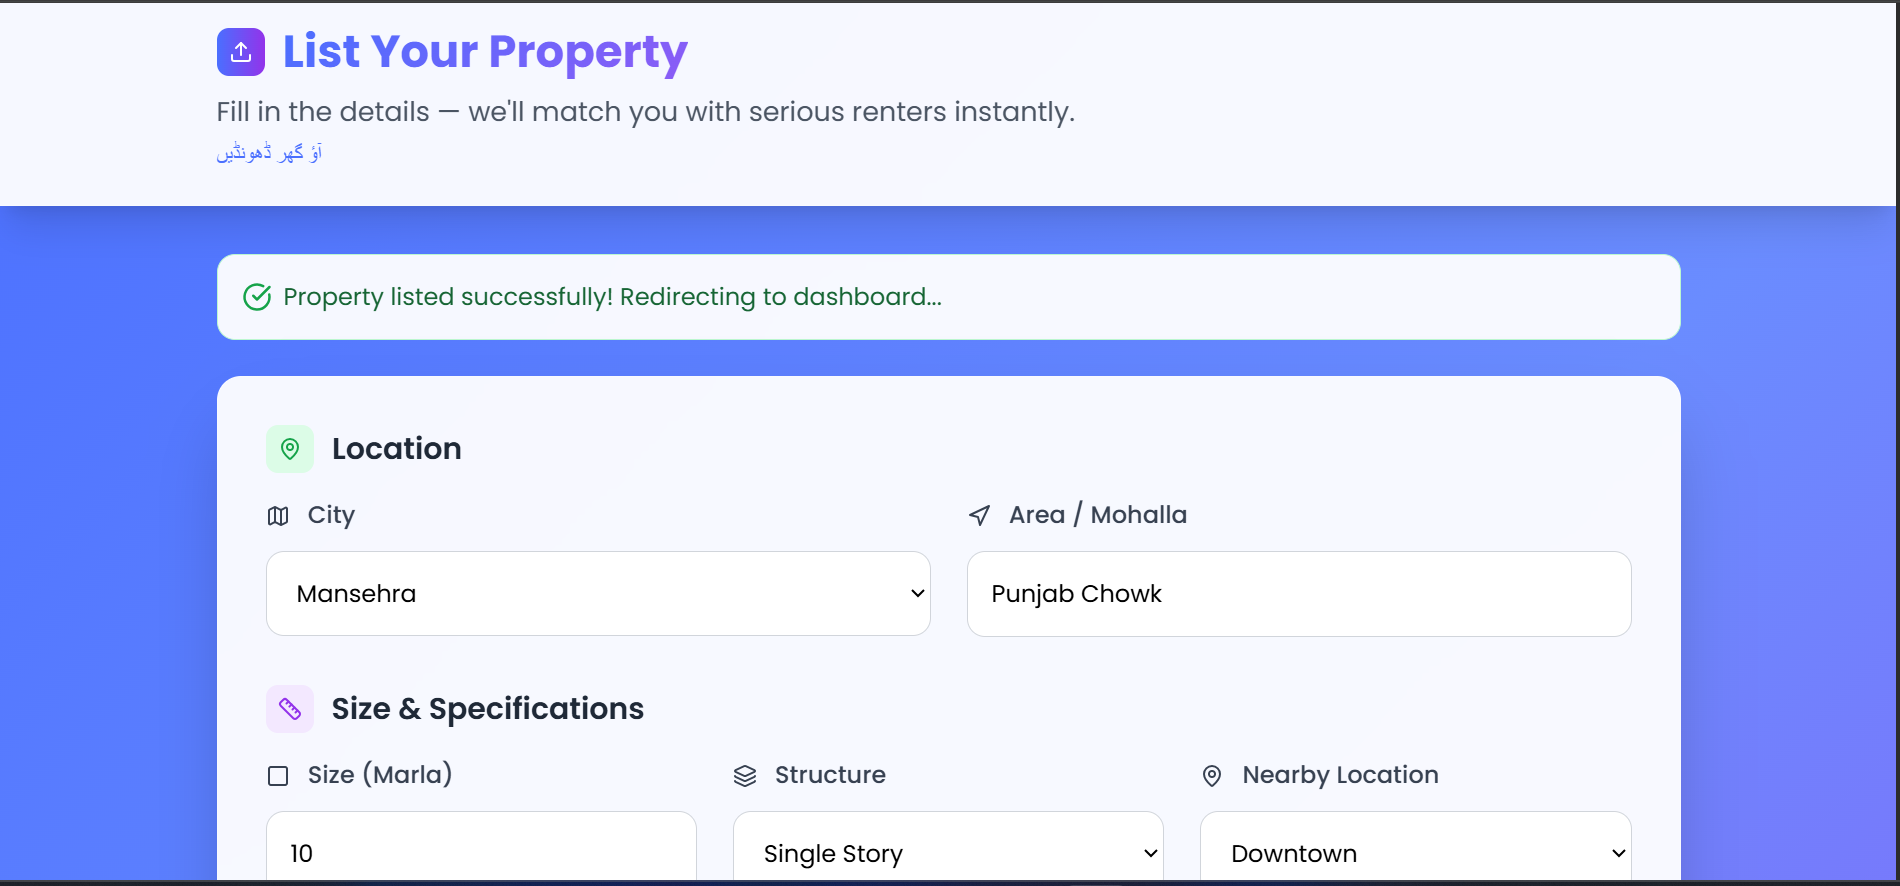 List Your Property
Fill in the details — we'll match you with serious renters instantly.
آؤ گھر ڈھونڈیں
Property listed successfully! Redirecting to dashboard...
Location
City
Area / Mohalla
Mansehra
Punjab Chowk
Size & Specifications
Size (Marla)
Structure
Nearby Location
10
Single Story
Downtown